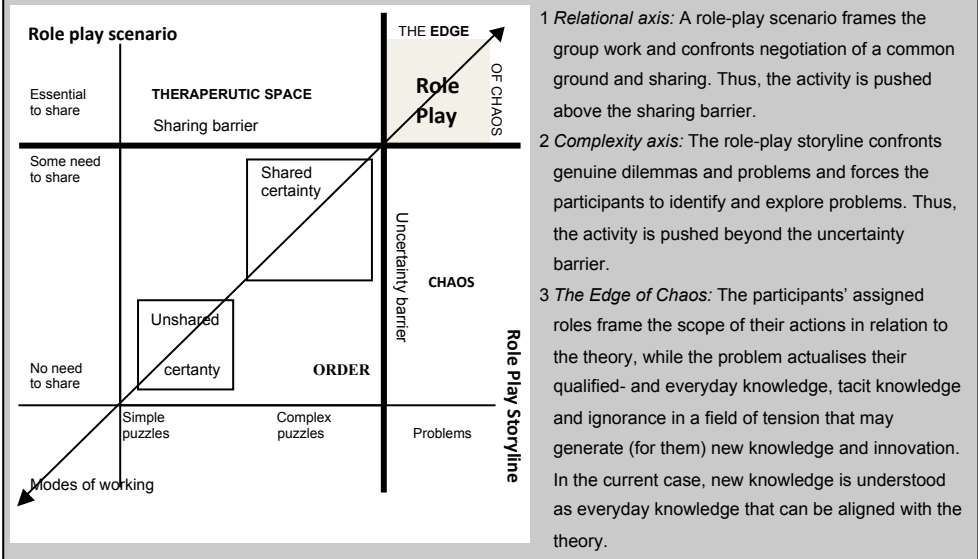 Role play scenario
THE EDGE
OF CHAOS
Essential
to share
THERAPERUTIC SPACE
Sharing barrier
Role
Play
Some need
to share
Shared
certainty
Uncertainty barrier
CHAOS
Unshared
certanty
No need
to share
ORDER
Role Play Storyline
Simple
puzzles
Complex
puzzles
Problems
Modes of working
1 Relational axis: A role-play scenario frames the
group work and confronts negotiation of a common
ground and sharing. Thus, the activity is pushed
above the sharing barrier.
2 Complexity axis: The role-play storyline confronts
genuine dilemmas and problems and forces the
participants to identify and explore problems. Thus,
the activity is pushed beyond the uncertainty
barrier.
3 The Edge of Chaos: The participants’ assigned
roles frame the scope of their actions in relation to
the theory, while the problem actualises their
qualified- and everyday knowledge, tacit knowledge
and ignorance in a field of tension that may
generate (for them) new knowledge and innovation.
In the current case, new knowledge is understood
as everyday knowledge that can be aligned with the
theory.